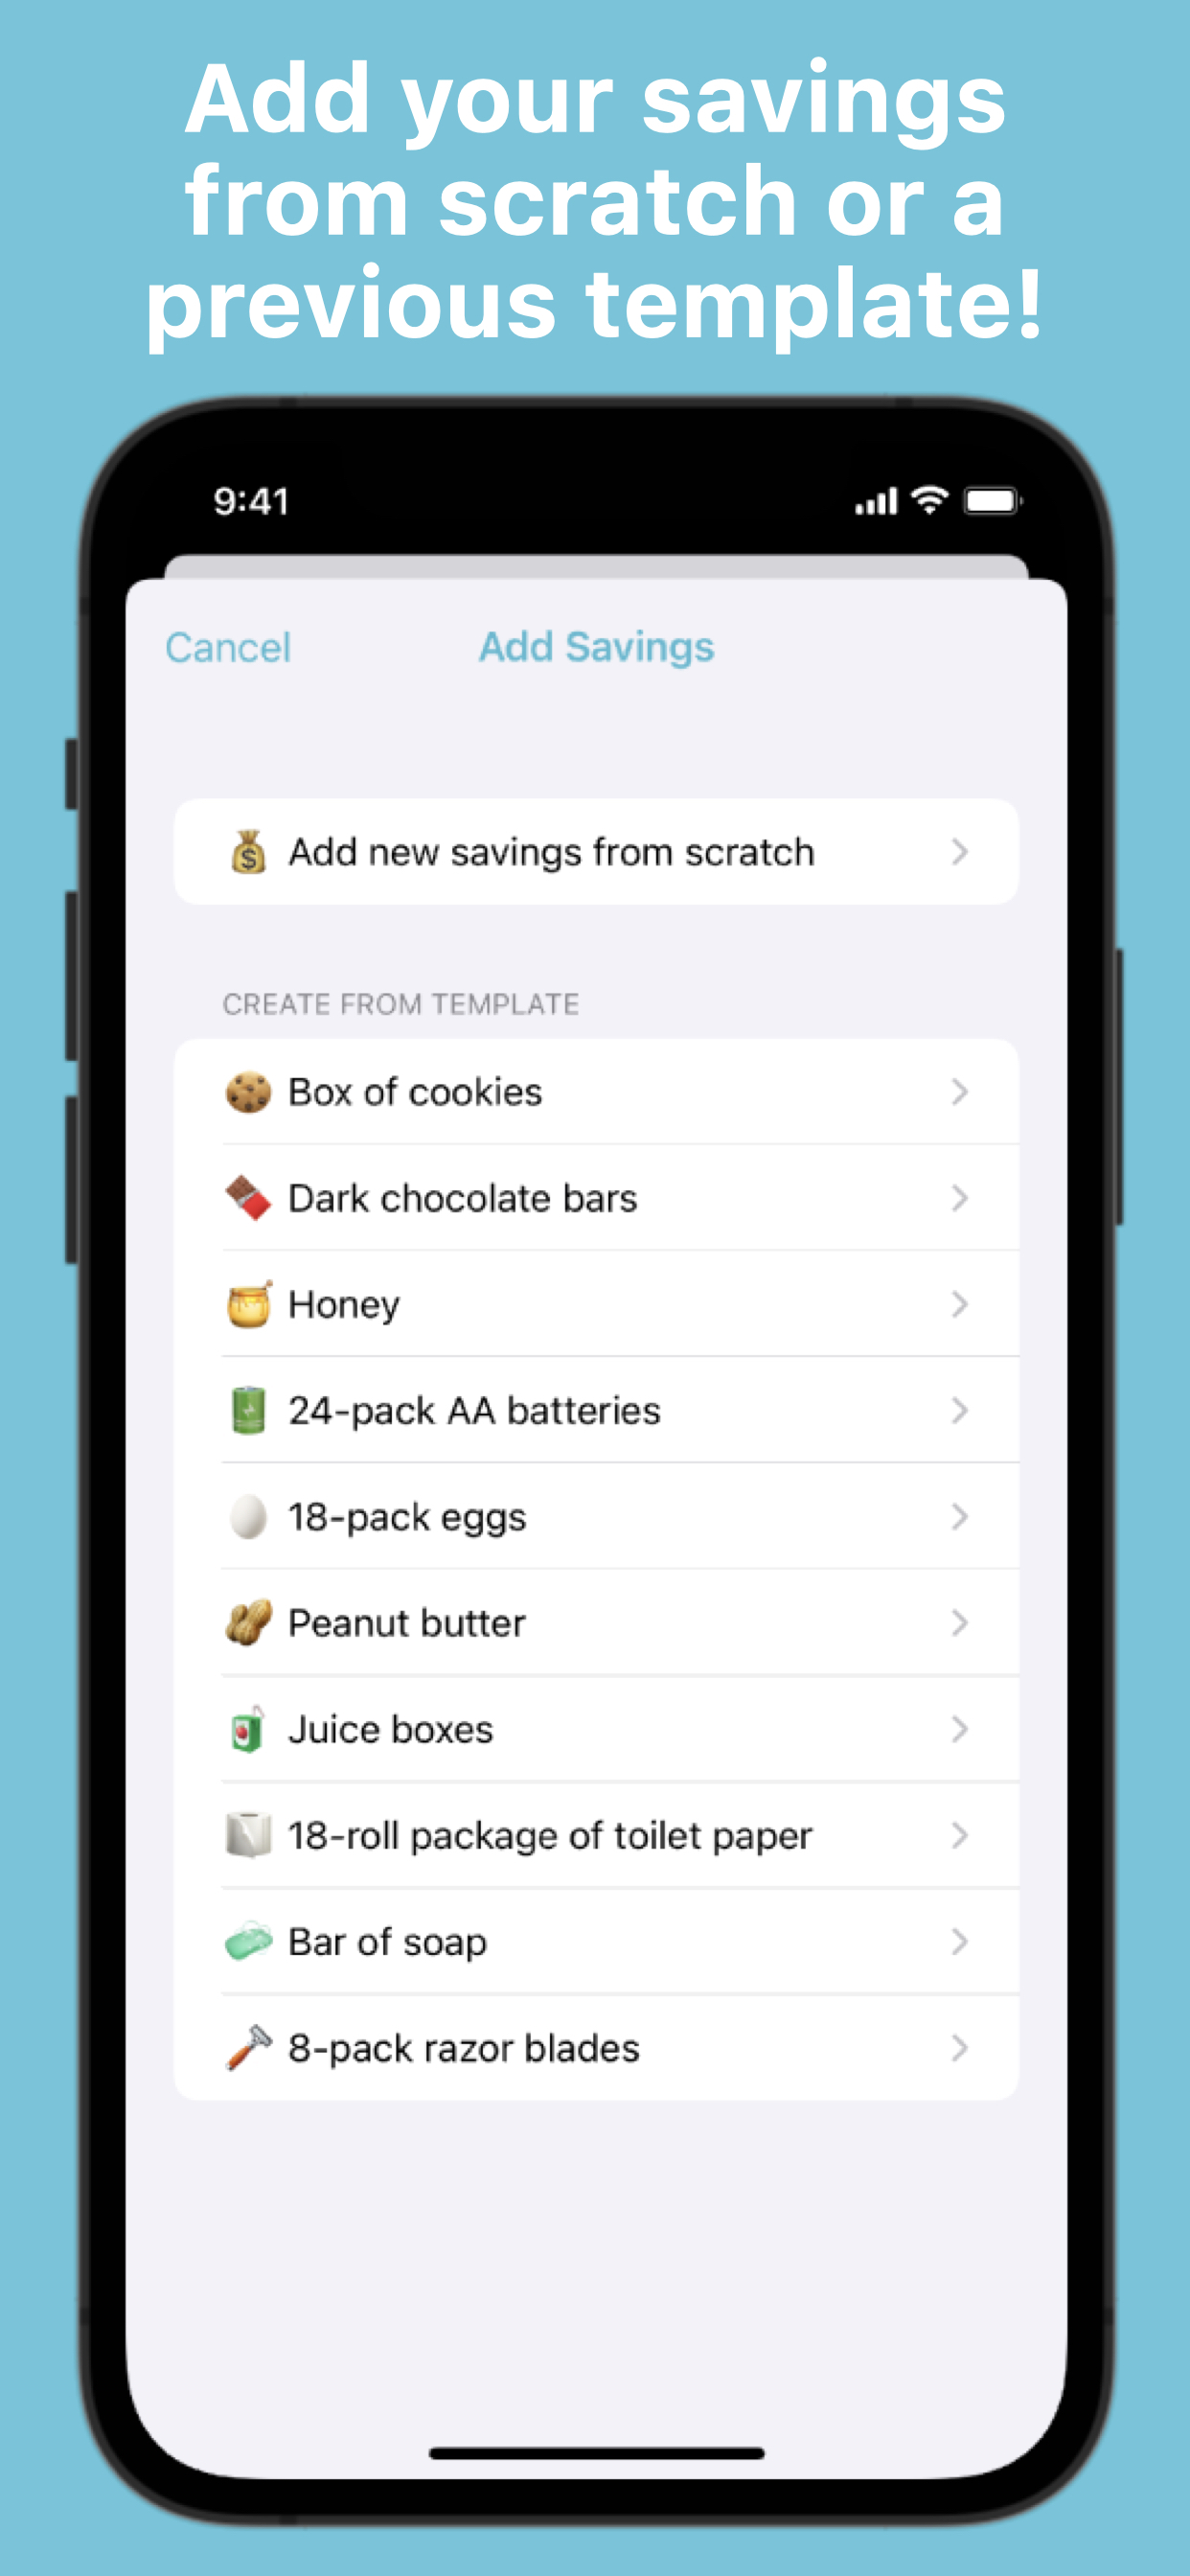 Add your savings
from scratch or a
previous template!
9:41
Cancel
Add Savings
Add new savings from scratch
CREATE FROM TEMPLATE
Box of cookies
Dark chocolate bars
Honey
24-pack AA batteries
18-pack eggs
Peanut butter
Juice boxes
18-roll package of toilet paper
Bar of soap
8-pack razor blades